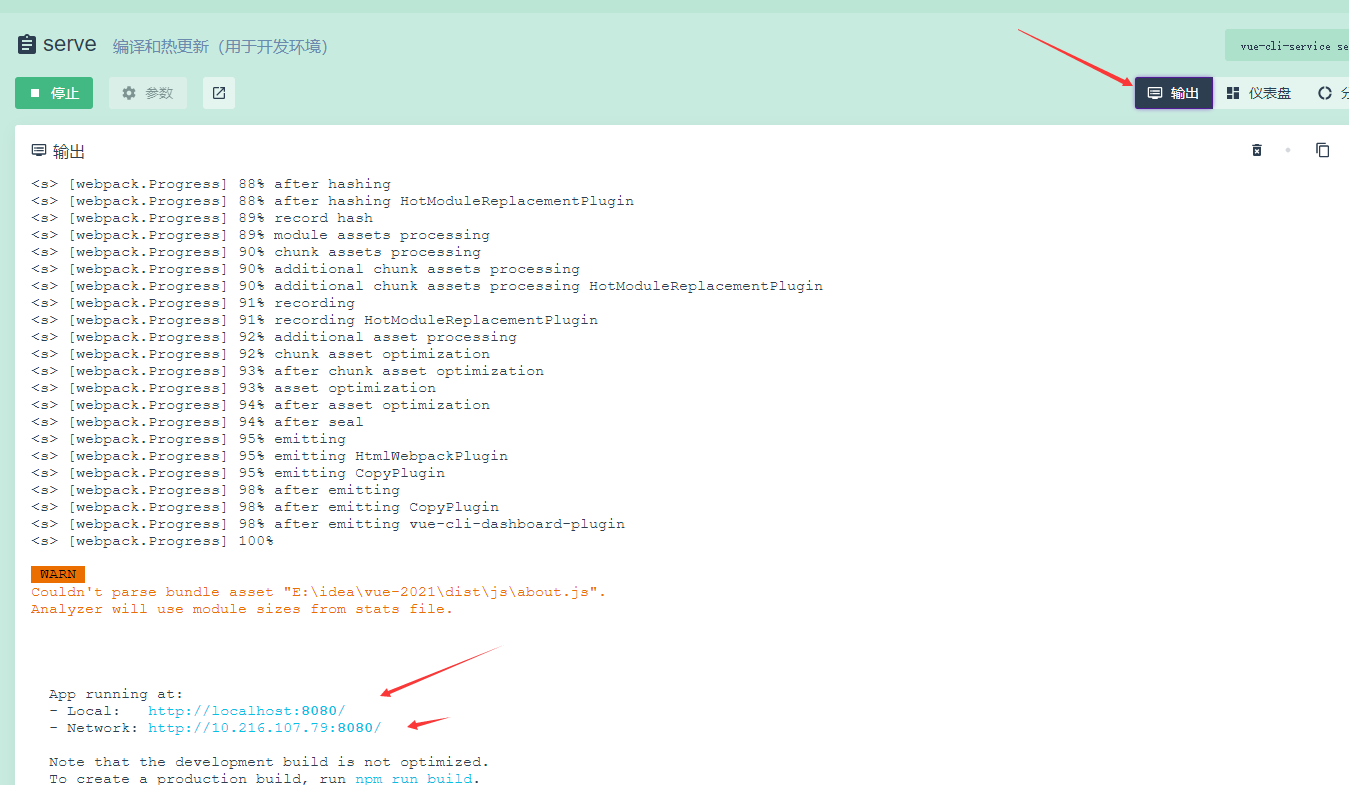 serve 编译和热更新（用于开发环境）
vue-cli-service se
停止 参数
输出 仪表盘 分
输出
<s> [webpack.Progress] 88% after hashing
<s> [webpack.Progress] 88% after hashing HotModuleReplacementPlugin
<s> [webpack.Progress] 89% record hash
<s> [webpack.Progress] 89% module assets processing
<s> [webpack.Progress] 90% chunk assets processing
<s> [webpack.Progress] 90% additional chunk assets processing
<s> [webpack.Progress] 90% additional chunk assets processing HotModuleReplacementPlugin
<s> [webpack.Progress] 91% recording
<s> [webpack.Progress] 91% recording HotModuleReplacementPlugin
<s> [webpack.Progress] 92% additional asset processing
<s> [webpack.Progress] 92% chunk asset optimization
<s> [webpack.Progress] 93% after chunk asset optimization
<s> [webpack.Progress] 93% asset optimization
<s> [webpack.Progress] 94% after asset optimization
<s> [webpack.Progress] 94% after seal
<s> [webpack.Progress] 95% emitting
<s> [webpack.Progress] 95% emitting HtmlWebpackPlugin
<s> [webpack.Progress] 95% emitting CopyPlugin
<s> [webpack.Progress] 98% after emitting
<s> [webpack.Progress] 98% after emitting CopyPlugin
<s> [webpack.Progress] 98% after emitting vue-cli-dashboard-plugin
<s> [webpack.Progress] 100%
WARN
Couldn't parse bundle asset "E:\idea\vue-2021\dist\js\about.js".
Analyzer will use module sizes from stats file.
App running at:
- Local: http://localhost:8080/
- Network: http://10.216.107.79:8080/
Note that the development build is not optimized.
To create a production build, run npm run build.